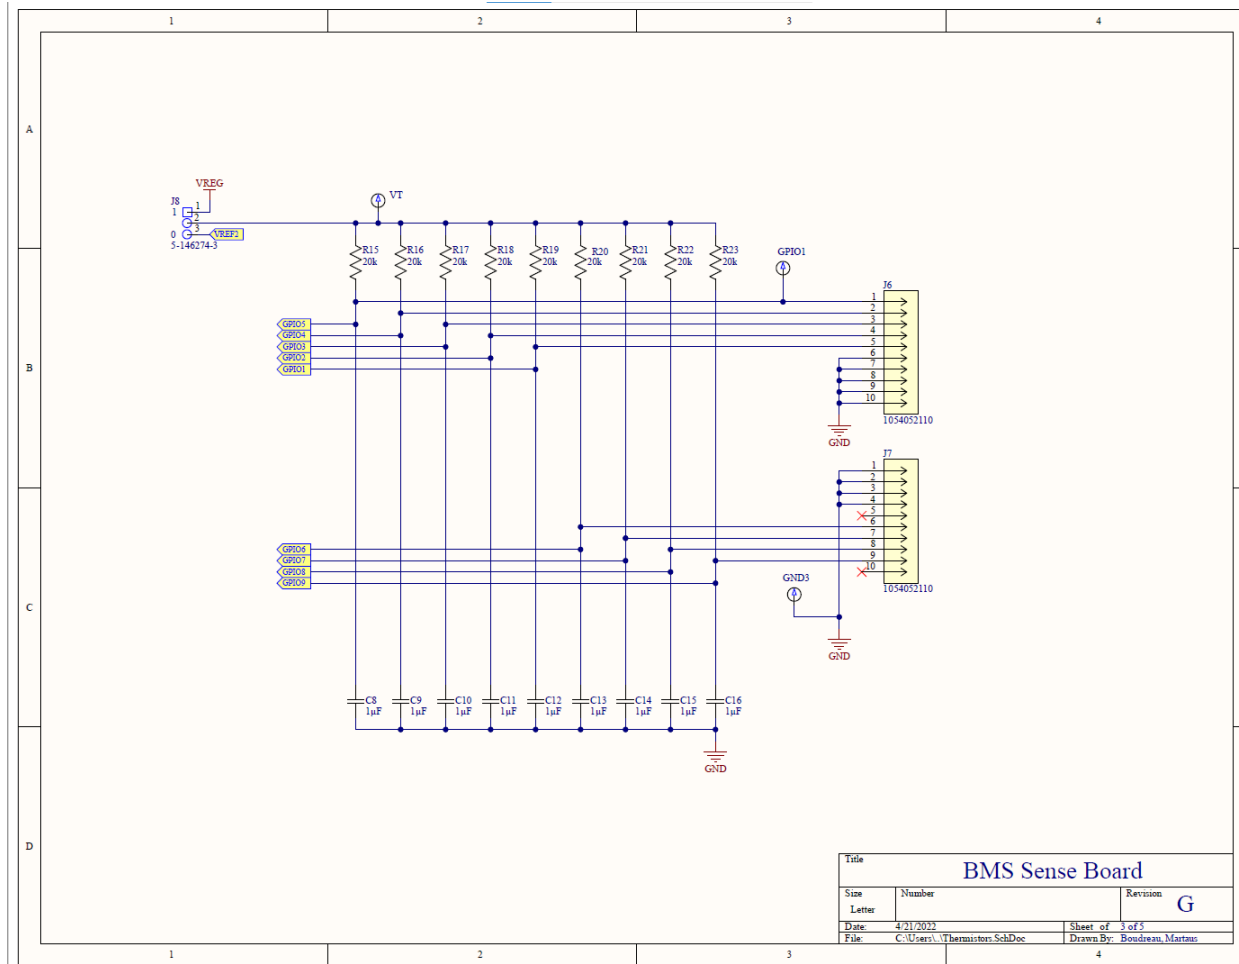 1 2 3 4
A
B
C
D
VREG
J8
1 1
2
0 3
VREF2
5-146274-3
VT
R15 R16 R17 R18 R19 R20 R21 R22 R23
20k 20k 20k 20k 20k 20k 20k 20k 20k
GPIO1
J6
1
2
3
4
5
6
7
8
9
10
1054052110
GND
GPIO5
GPIO4
GPIO3
GPIO2
GPIO1
J7
1
2
3
4
5
6
7
8
9
10
1054052110
GPIO6
GPIO7
GPIO8
GPIO9
GND3
GND
C8 C9 C10 C11 C12 C13 C14 C15 C16
1µF 1µF 1µF 1µF 1µF 1µF 1µF 1µF 1µF
GND
Title
BMS Sense Board
Size Number Revision
Letter G
Date: 4/21/2022 Sheet of 3 of 5
File: C:\Users\..\Thermistors.SchDoc Drawn By: Boudreau, Martaus
1 2 3 4